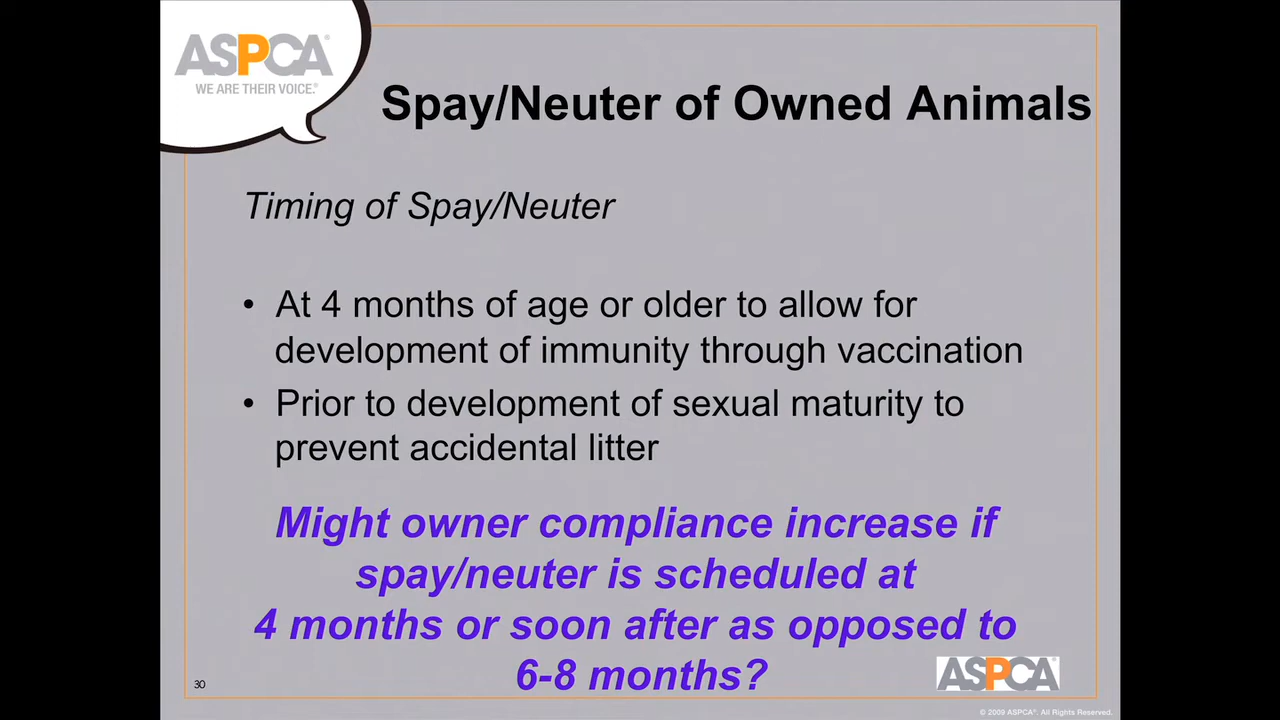 ASPCA®
WE ARE THEIR VOICE.®
Spay/Neuter of Owned Animals
Timing of Spay/Neuter
• At 4 months of age or older to allow for
development of immunity through vaccination
• Prior to development of sexual maturity to
prevent accidental litter
Might owner compliance increase if
spay/neuter is scheduled at
4 months or soon after as opposed to
6-8 months?
30
ASPCA®
© 2009 ASPCA®. All Rights Reserved.